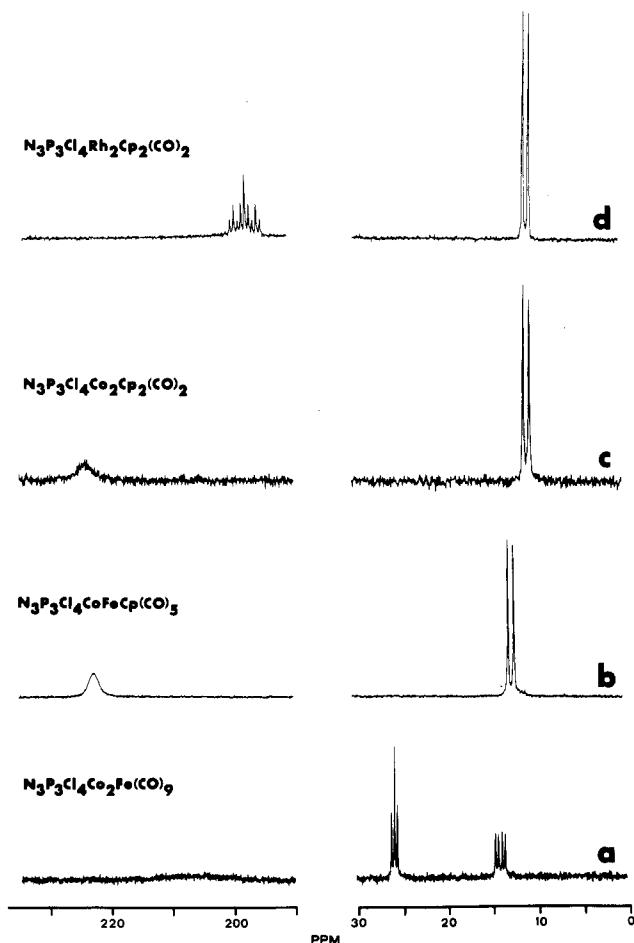 N₃P₃Cl₄Rh₂Cp₂(CO)₂
d
N₃P₃Cl₄Co₂Cp₂(CO)₂
c
N₃P₃Cl₄CoFeCp(CO)₅
b
N₃P₃Cl₄Co₂Fe(CO)₉
a
220 200 30 20 10 0
PPM